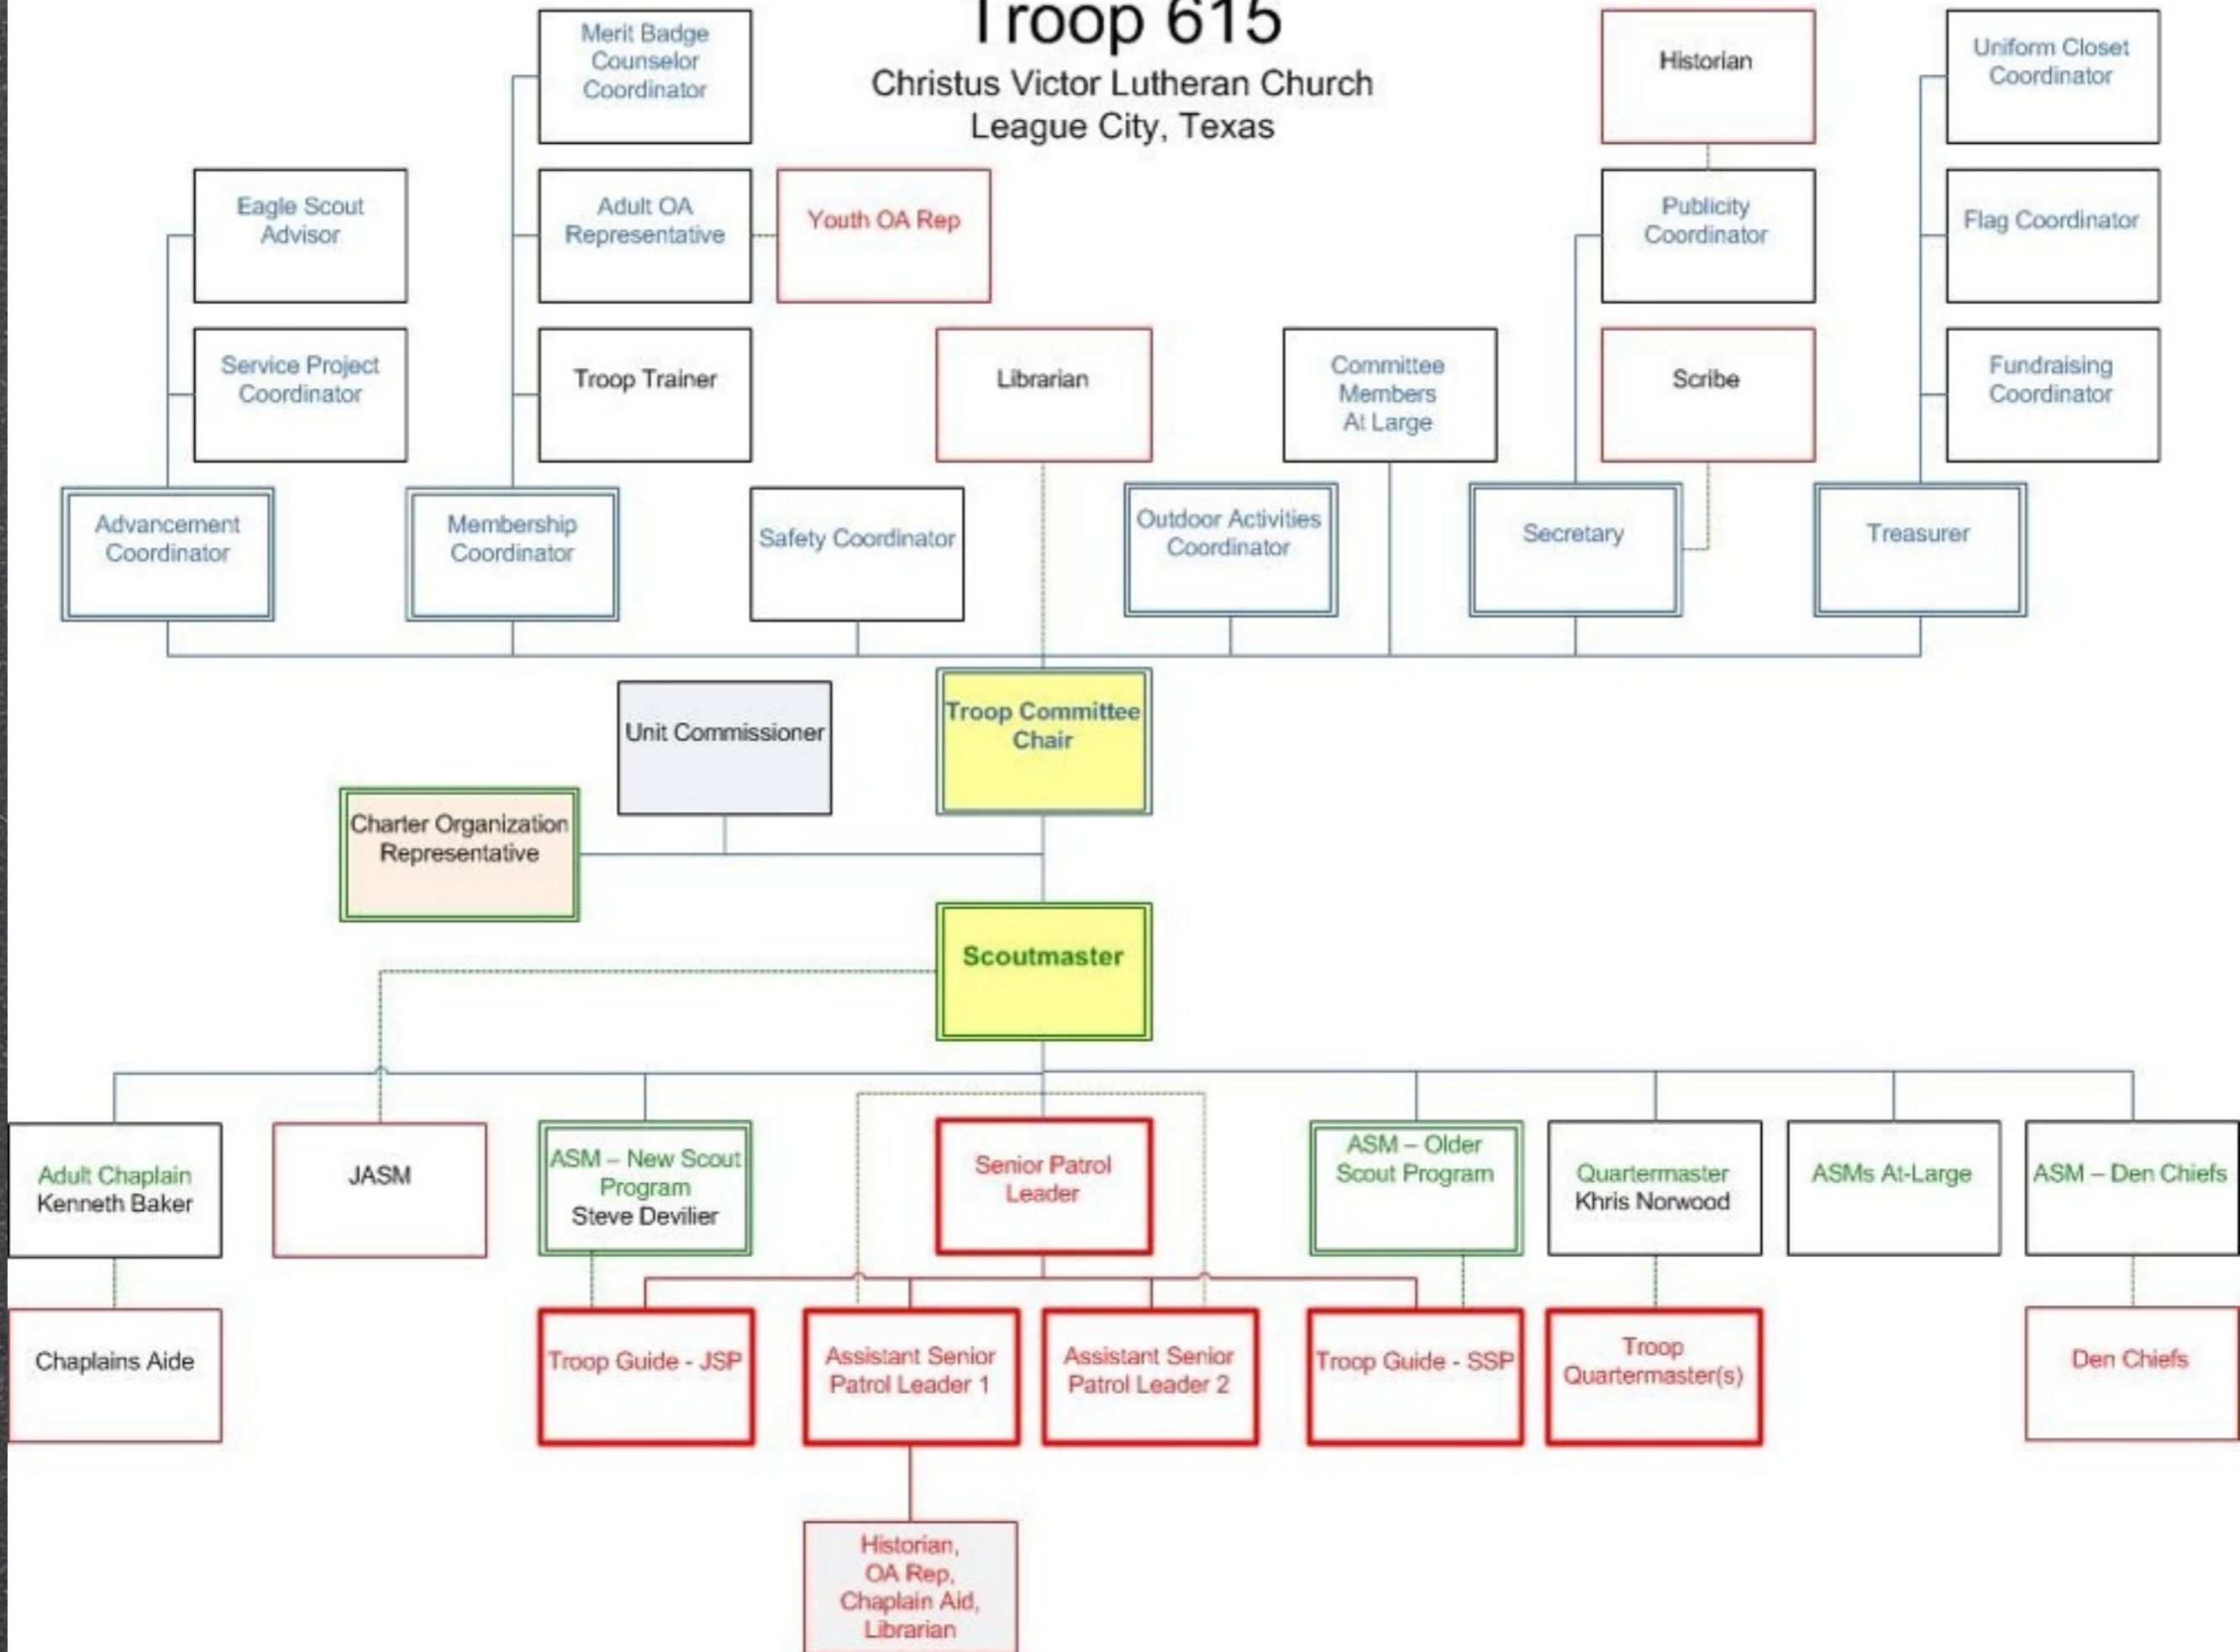 Troop 615
Christus Victor Lutheran Church
League City, Texas
Merit Badge
Counselor
Coordinator
Historian
Uniform Closet
Coordinator
Eagle Scout
Advisor
Adult OA
Representative
Youth OA Rep
Publicity
Coordinator
Flag Coordinator
Service Project
Coordinator
Troop Trainer
Librarian
Committee
Members
At Large
Scribe
Fundraising
Coordinator
Advancement
Coordinator
Membership
Coordinator
Safety Coordinator
Outdoor Activities
Coordinator
Secretary
Treasurer
Unit Commissioner
Troop Committee
Chair
Charter Organization
Representative
Scoutmaster
Adult Chaplain
Kenneth Baker
JASM
ASM – New Scout
Program
Steve Devilier
Senior Patrol
Leader
ASM – Older
Scout Program
Quartermaster
Khris Norwood
ASMs At-Large
ASM – Den Chiefs
Chaplains Aide
Troop Guide - JSP
Assistant Senior
Patrol Leader 1
Assistant Senior
Patrol Leader 2
Troop Guide - SSP
Troop
Quartermaster(s)
Den Chiefs
Historian,
OA Rep,
Chaplain Aid,
Librarian